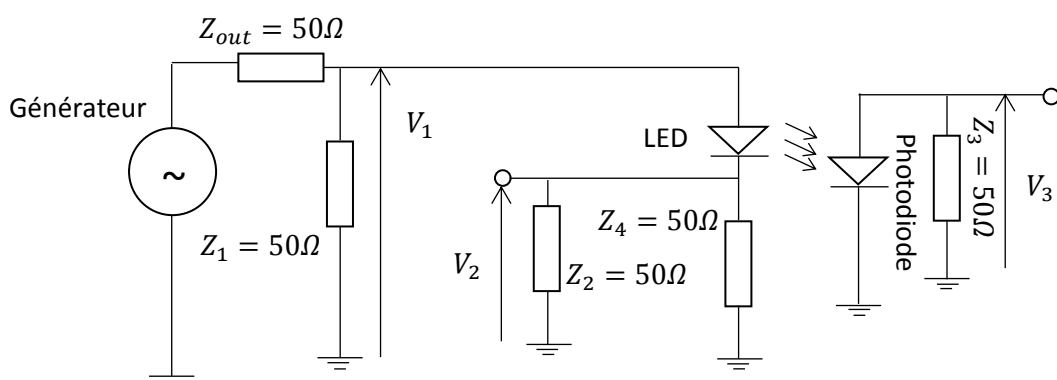 Z_out = 50Ω
Générateur
~
Z_1 = 50Ω
V_1
LED
V_2
Z_4 = 50Ω
Z_2 = 50Ω
Photodiode
Z_3 = 50Ω
V_3